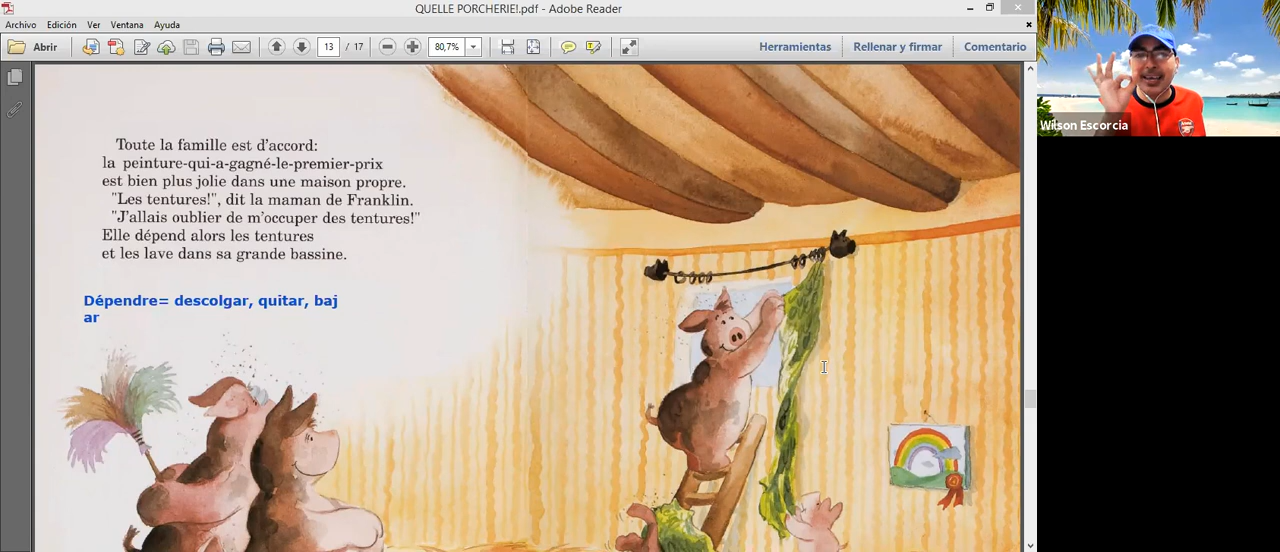 QUELLE PORCHERIE!.pdf - Adobe Reader
Archivo Edición Ver Ventana Ayuda
Abrir 13 / 17 80,7% Herramientas Rellenar y firmar Comentario
Toute la famille est d'accord:
la peinture-qui-a-gagné-le-premier-prix
est bien plus jolie dans une maison propre.
"Les tentures!", dit la maman de Franklin.
"J'allais oublier de m'occuper des tentures!"
Elle dépend alors les tentures
et les lave dans sa grande bassine.
Dépendre= descolgar, quitar, baj
ar
Wilson Escorcia